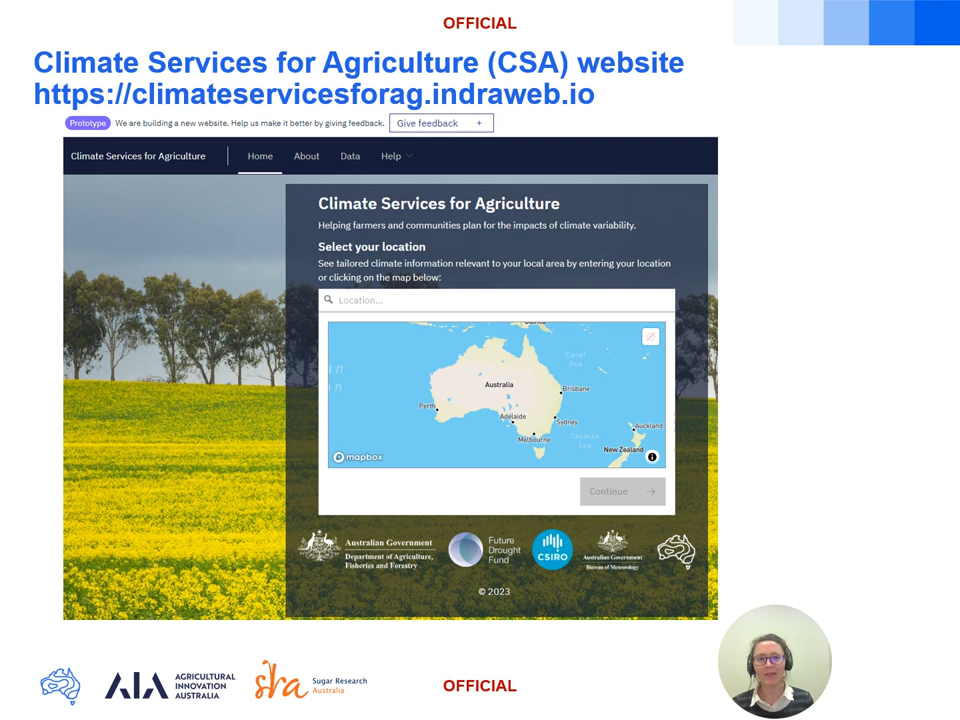 OFFICIAL
Climate Services for Agriculture (CSA) website
https://climateservicesforag.indraweb.io
Prototype We are building a new website. Help us make it better by giving feedback. Give feedback +
Climate Services for Agriculture Home About Data Help
Climate Services for Agriculture
Helping farmers and communities plan for the impacts of climate variability.
Select your location
See tailored climate information relevant to your local area by entering your location
or clicking on the map below:
Location...
Coral
Sea
Australia
Brisbane
Perth
Adelaide
Sydney
Melbourne
Tasman
Sea
Auckland
New Zealand
mapbox
Continue
Australian Government
Department of Agriculture,
Fisheries and Forestry
Future
Drought
Fund
CSIRO
Australian Government
Bureau of Meteorology
© 2023
AIA
AGRICULTURAL
INNOVATION
AUSTRALIA
sra
Sugar Research
Australia
OFFICIAL